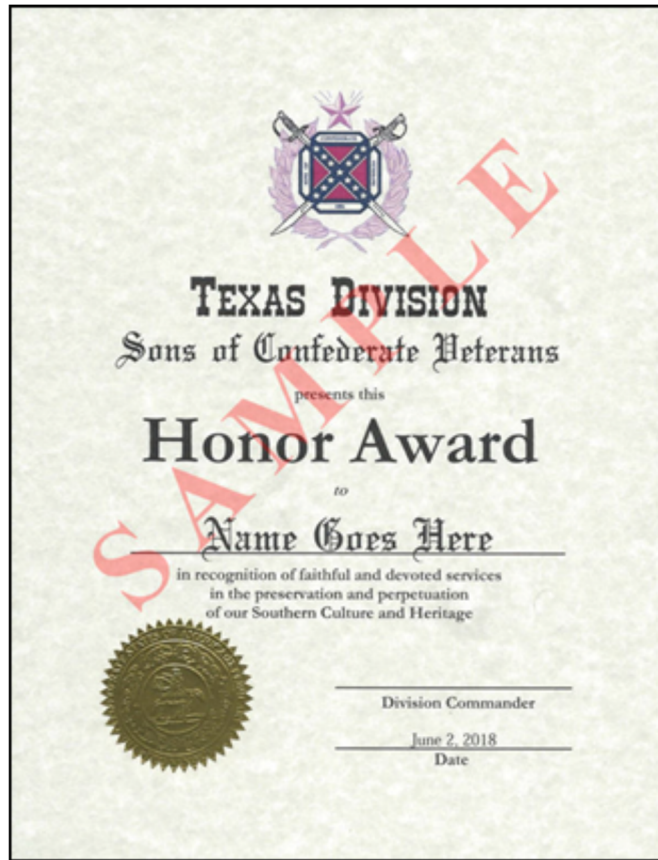 TEXAS DIVISION
Sons of Confederate Veterans
presents this
Honor Award
to
Name Goes Here
in recognition of faithful and devoted services
in the preservation and perpetuation
of our Southern Culture and Heritage
Division Commander
June 2, 2018
Date
SAMPLE